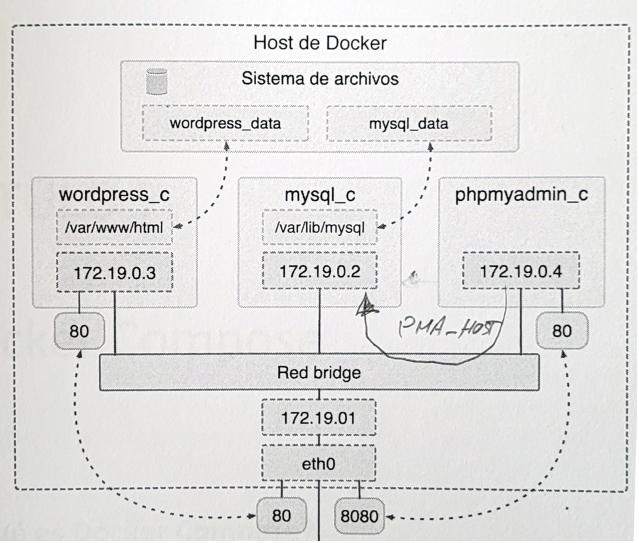 Host de Docker
Sistema de archivos
wordpress_data
mysql_data
wordpress_c
mysql_c
phpmyadmin_c
/var/www/html
/var/lib/mysql
172.19.0.3
172.19.0.2
172.19.0.4
80
PMA_HOST
80
Red bridge
172.19.01
eth0
80
8080